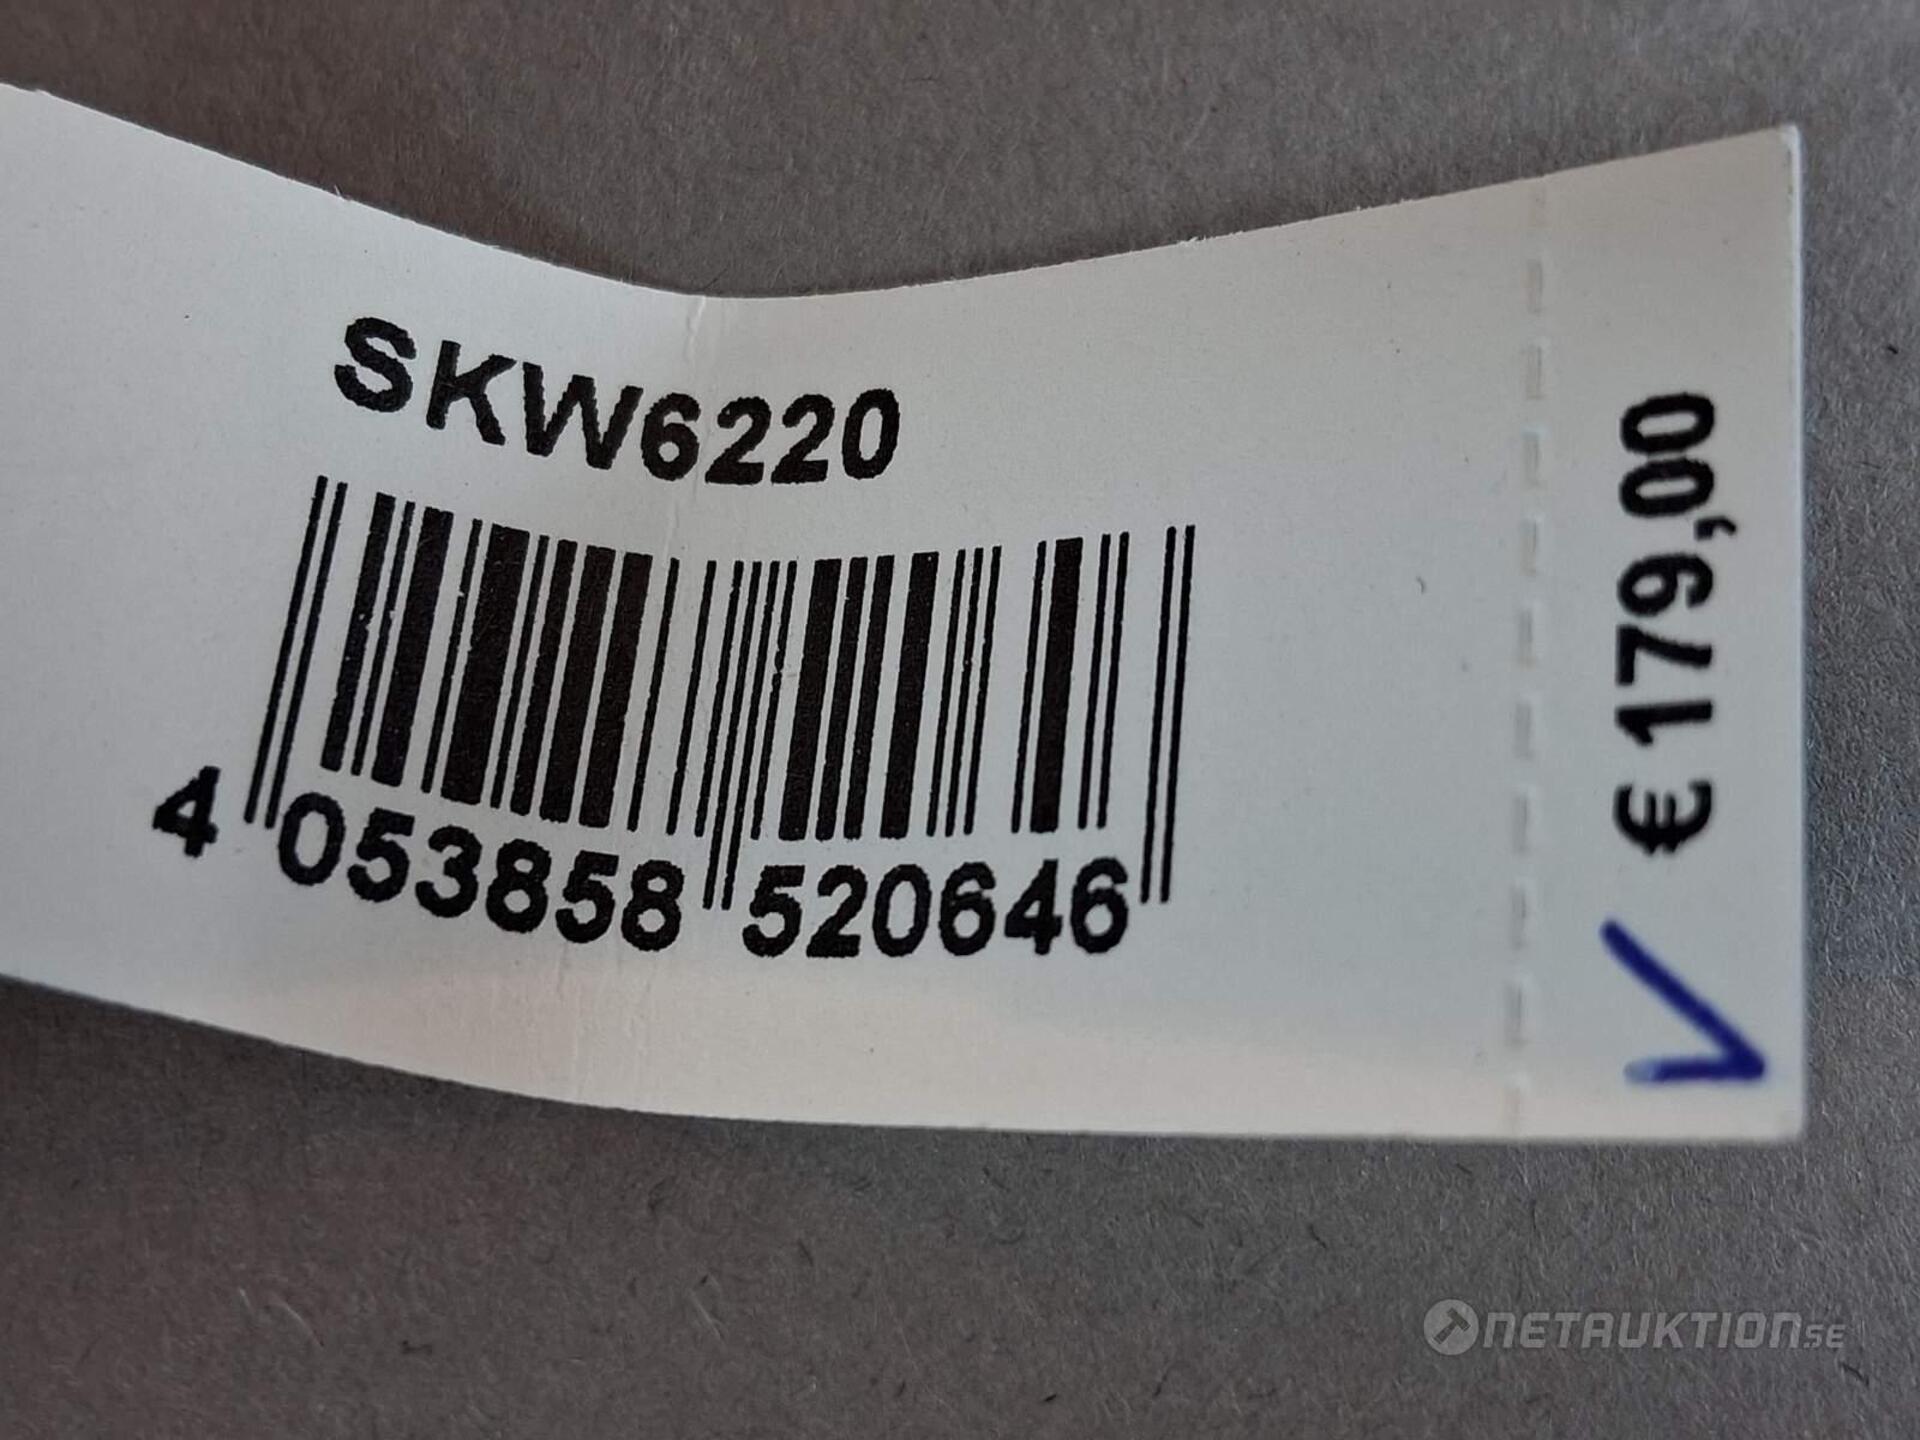 SKW6220
4 053858 520646
€ 179,00
NETAUKTION.SE